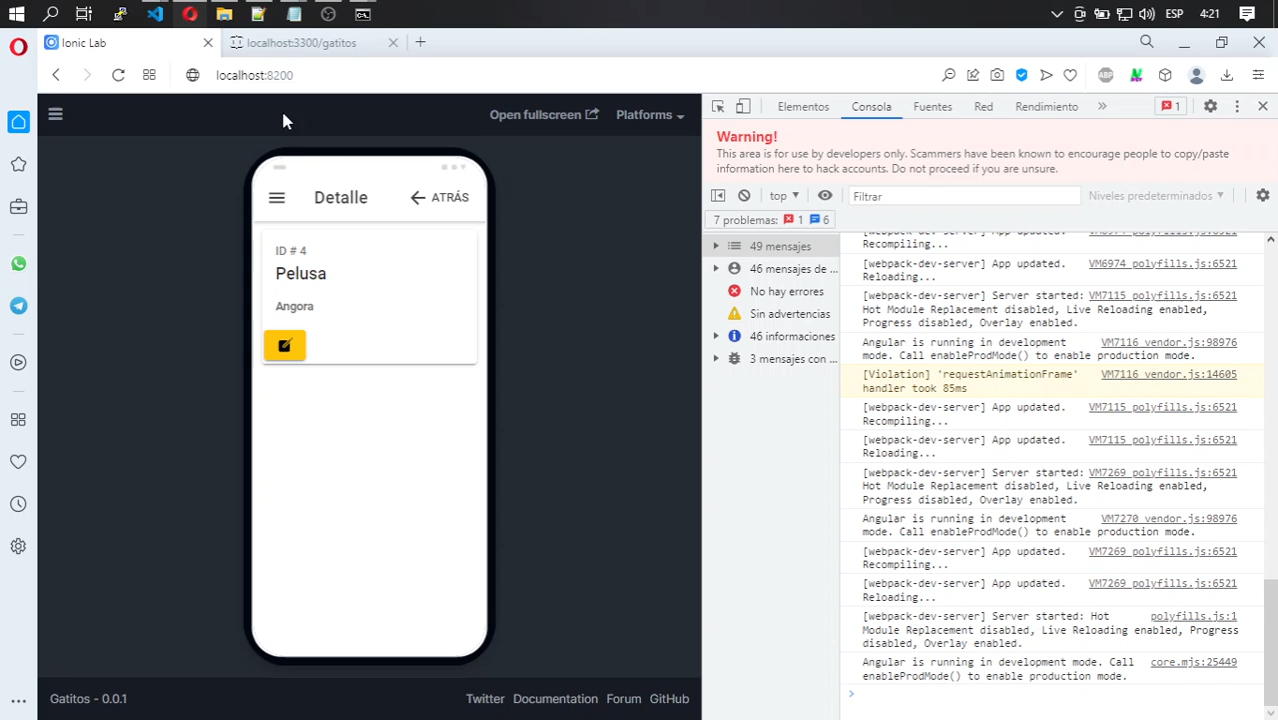 ESP
4:21
Ionic Lab
localhost:3300/gatitos
localhost:8200
ABP
N
Open fullscreen
Platforms
Detalle
ATRÁS
ID # 4
Pelusa
Angora
Gatitos - 0.0.1
Twitter
Documentation
Forum
GitHub
Elementos
Consola
Fuentes
Red
Rendimiento
1
Warning!
This area is for use by developers only. Scammers have been known to encourage people to copy/paste
information here to hack accounts. Do not proceed if you are unsure.
top
Filtrar
Niveles predeterminados
7 problemas:
1
6
49 mensajes
46 mensajes de ...
No hay errores
Sin advertencias
46 informaciones
3 mensajes con ...
Recompiling...
[webpack-dev-server] App updated. VM6974 polyfills.js:6521
Reloading...
[webpack-dev-server] Server started: VM7115 polyfills.js:6521
Hot Module Replacement disabled, Live Reloading enabled,
Progress disabled, Overlay enabled.
Angular is running in development VM7116 vendor.js:98976
mode. Call enableProdMode() to enable production mode.
[Violation] 'requestAnimationFrame' VM7116 vendor.js:14605
handler took 85ms
[webpack-dev-server] App updated. VM7115 polyfills.js:6521
Recompiling...
[webpack-dev-server] App updated. VM7115 polyfills.js:6521
Reloading...
[webpack-dev-server] Server started: VM7269 polyfills.js:6521
Hot Module Replacement disabled, Live Reloading enabled,
Progress disabled, Overlay enabled.
Angular is running in development VM7270 vendor.js:98976
mode. Call enableProdMode() to enable production mode.
[webpack-dev-server] App updated. VM7269 polyfills.js:6521
Recompiling...
[webpack-dev-server] App updated. VM7269 polyfills.js:6521
Reloading...
[webpack-dev-server] Server started: Hot polyfills.js:1
Module Replacement disabled, Live Reloading enabled, Progress
disabled, Overlay enabled.
Angular is running in development mode. Call core.mjs:25449
enableProdMode() to enable production mode.